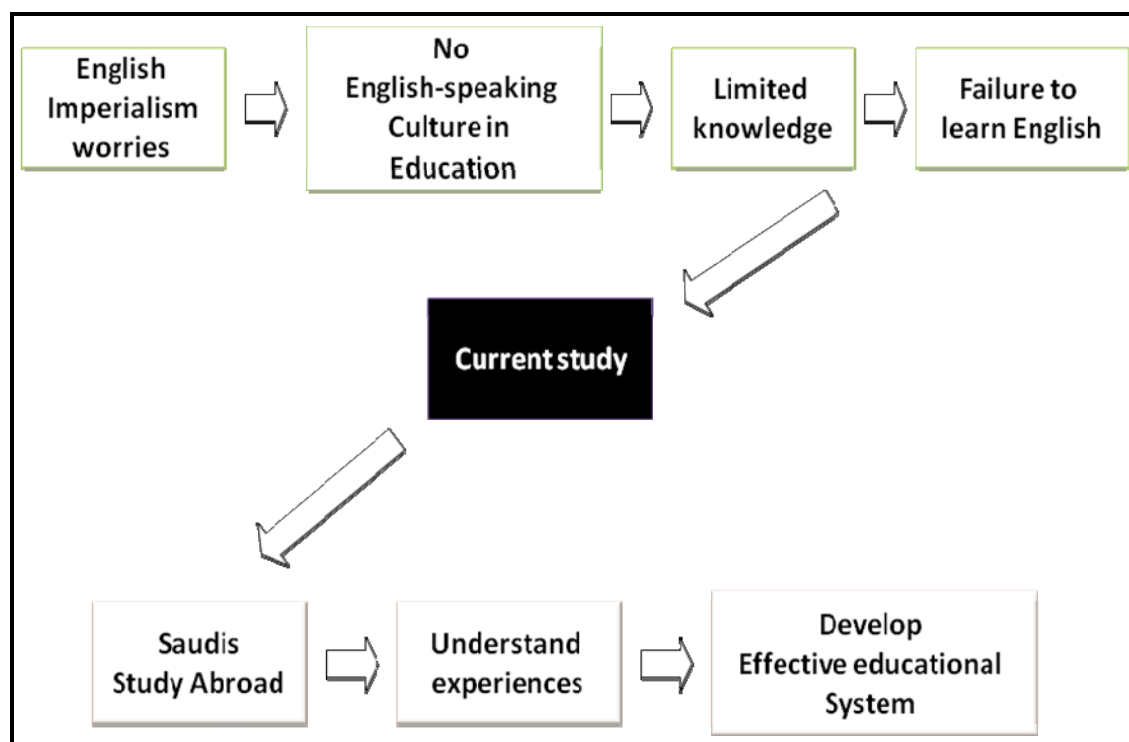 English
Imperialism
worries
No
English-speaking
Culture in
Education
Limited
knowledge
Failure to
learn English
Current study
Saudis
Study Abroad
Understand
experiences
Develop
Effective educational
System